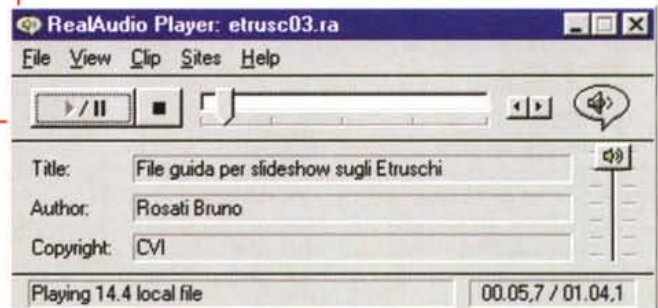 RealAudio Player: etrusc03.ra
File View Clip Sites Help
Title: File guida per slideshow sugli Etruschi
Author: Rosati Bruno
Copyright: CVI
Playing 14.4 local file 00.05,7 / 01.04,1